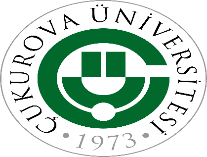 ÇUKUROVA ÜNİVERSİTESİ
• 1973 •